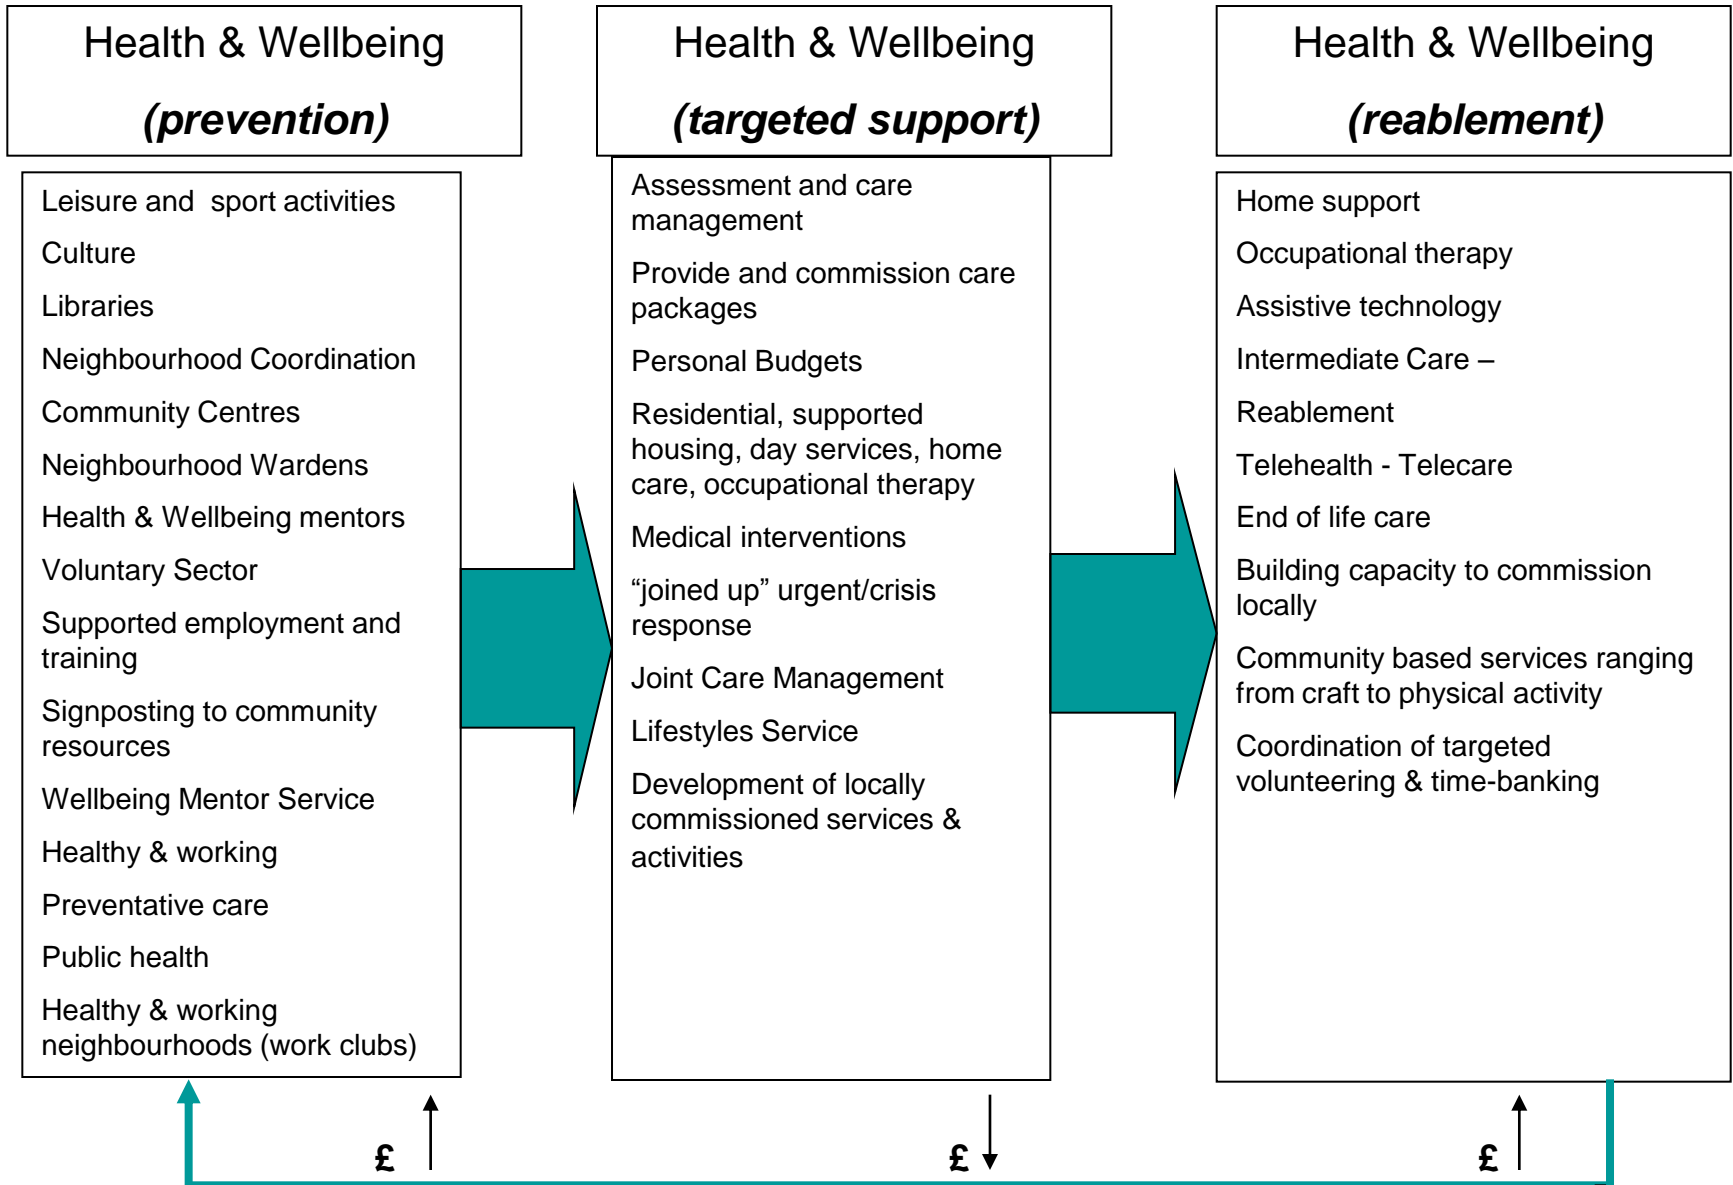 Health & Wellbeing
(prevention)
Leisure and  sport activities
Culture
Libraries
Neighbourhood Coordination
Community Centres
Neighbourhood Wardens
Health & Wellbeing mentors
Voluntary Sector
Supported employment and
training
Signposting to community
resources
Wellbeing Mentor Service
Healthy & working
Preventative care
Public health
Healthy & working
neighbourhoods (work clubs)
£
Health & Wellbeing
(targeted support)
Assessment and care
management
Provide and commission care
packages
Personal Budgets
Residential, supported
housing, day services, home
care, occupational therapy
Medical interventions
“joined up” urgent/crisis
response
Joint Care Management
Lifestyles Service
Development of locally
commissioned services &
activities
£
Health & Wellbeing
(reablement)
Home support
Occupational therapy
Assistive technology
Intermediate Care –
Reablement
Telehealth - Telecare
End of life care
Building capacity to commission
locally
Community based services ranging
from craft to physical activity
Coordination of targeted
volunteering & time-banking
£